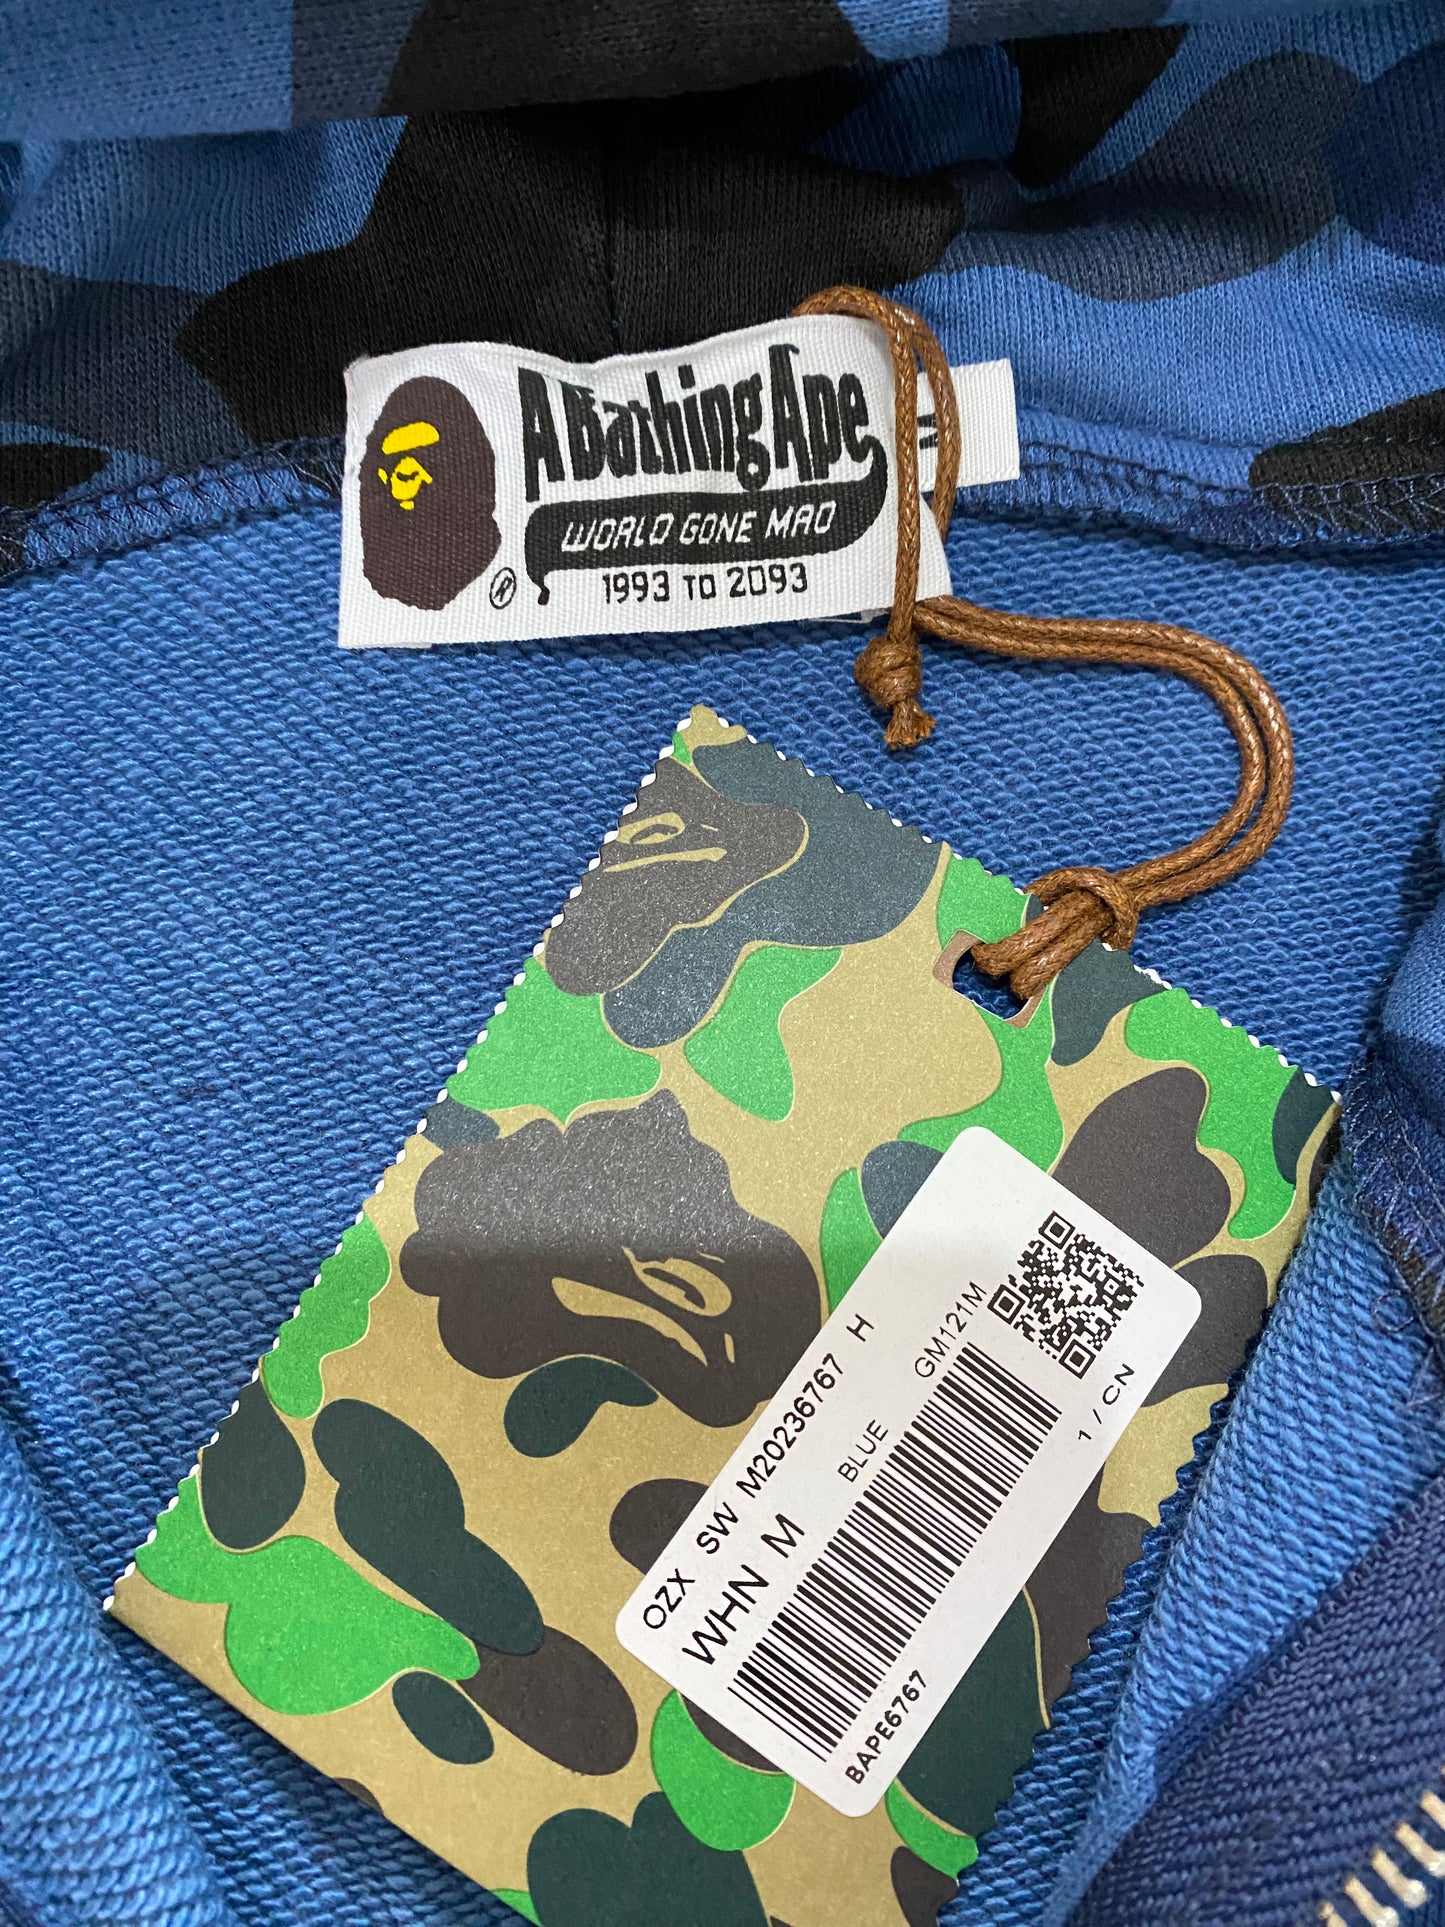 A Bathing Ape
WORLD GONE MAD
1993 TO 2093
®
M
OZX SW M20236767 H
WHN M
BLUE GM121M
BAPE6767
1 / CN